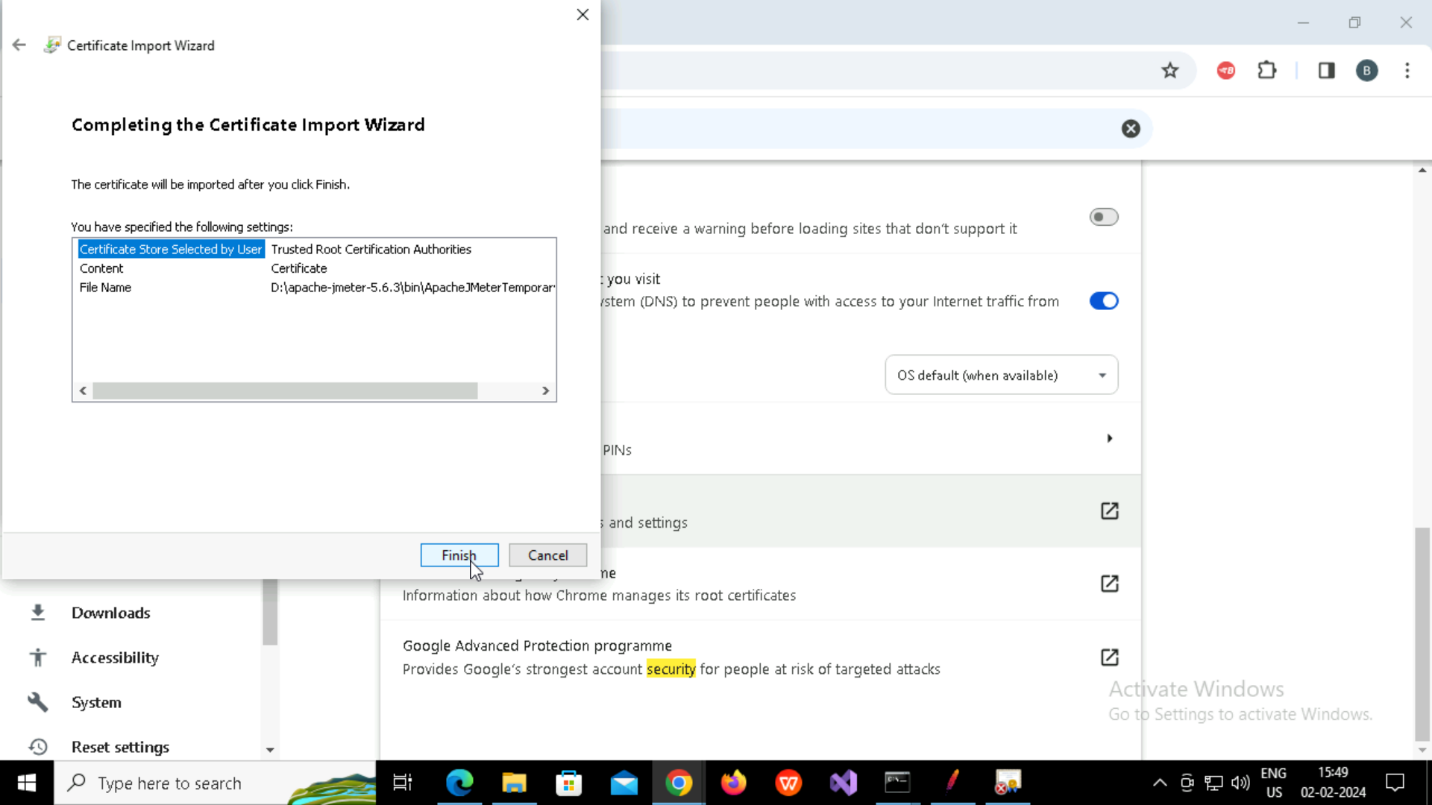 Certificate Import Wizard
Completing the Certificate Import Wizard
The certificate will be imported after you click Finish.
You have specified the following settings:
Certificate Store Selected by User Trusted Root Certification Authorities
Content Certificate
File Name D:\apache-jmeter-5.6.3\bin\ApacheJMeterTemporar
Finish Cancel
B
and receive a warning before loading sites that don't support it
you visit
(DNS) to prevent people with access to your Internet traffic from
OS default (when available)
PINs
and settings
Information about how Chrome manages its root certificates
Google Advanced Protection programme
Provides Google's strongest account security for people at risk of targeted attacks
Downloads
Accessibility
System
Reset settings
Activate Windows
Go to Settings to activate Windows.
Type here to search
ENG
US
15:49
02-02-2024